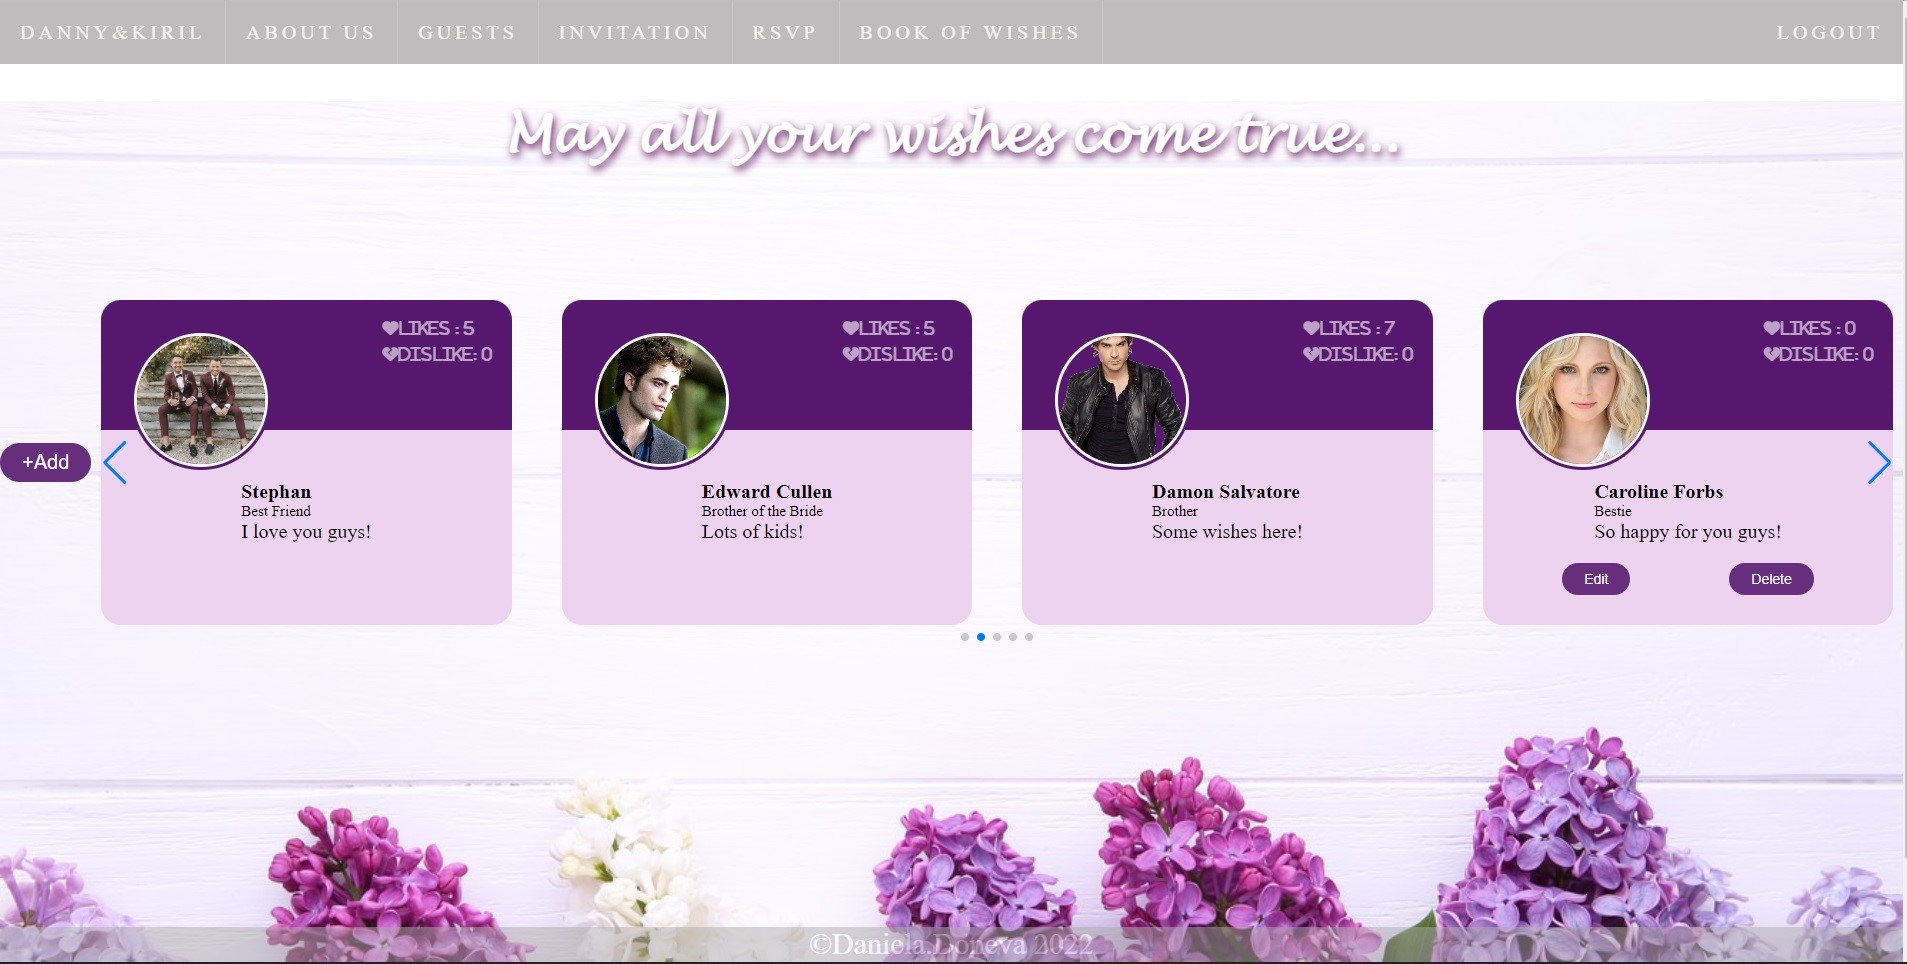 DANNY&KIRIL ABOUT US GUESTS INVITATION RSVP BOOK OF WISHES LOGOUT
May all your wishes come true...
LIKES : 5
DISLIKE: 0
LIKES : 5
DISLIKE: 0
LIKES : 7
DISLIKE: 0
LIKES : 0
DISLIKE: 0
+Add
Stephan
Best Friend
I love you guys!
Edward Cullen
Brother of the Bride
Lots of kids!
Damon Salvatore
Brother
Some wishes here!
Caroline Forbs
Bestie
So happy for you guys!
Edit Delete
©Daniela.Doneva 2022